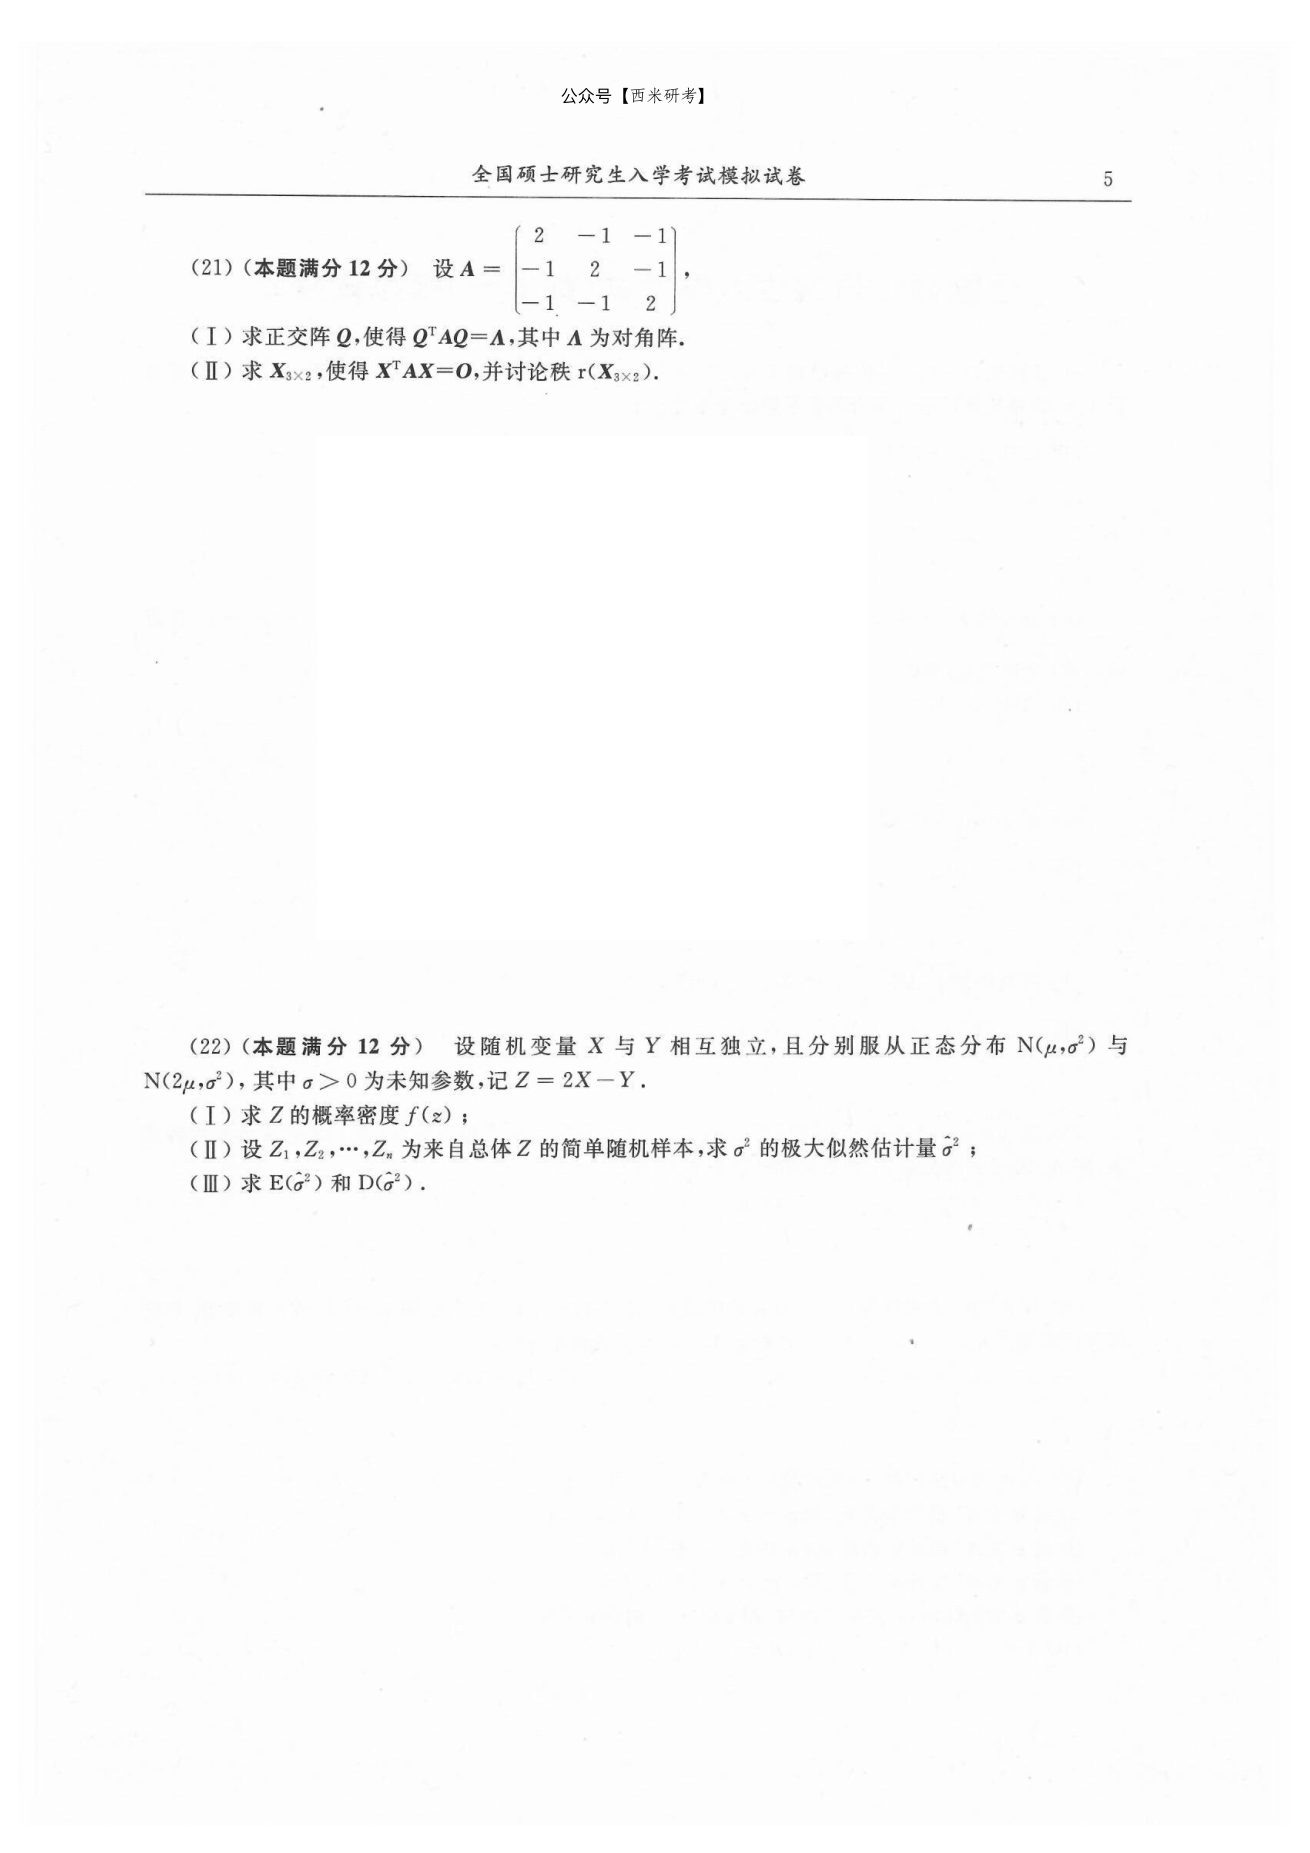 公众号【西米研考】
全国硕士研究生入学考试模拟试卷 5
(21)(本题满分 12 分) 设 A = ( 2 −1 −1
−1 2 −1
−1 −1 2 ),
(Ⅰ)求正交阵 Q,使得 QᵀAQ=Λ,其中 Λ 为对角阵.
(Ⅱ)求 X₃ₓ₂,使得 XᵀAX=O,并讨论秩 r(X₃ₓ₂).
(22)(本题满分 12 分) 设随机变量 X 与 Y 相互独立,且分别服从正态分布 N(μ,σ²)与
N(2μ,σ²),其中 σ>0 为未知参数,记 Z = 2X−Y.
(Ⅰ)求 Z 的概率密度 f(z);
(Ⅱ)设 Z₁,Z₂,⋯,Zₙ 为来自总体 Z 的简单随机样本,求 σ² 的极大似然估计量 σ̂²;
(Ⅲ)求 E(σ̂²)和 D(σ̂²).